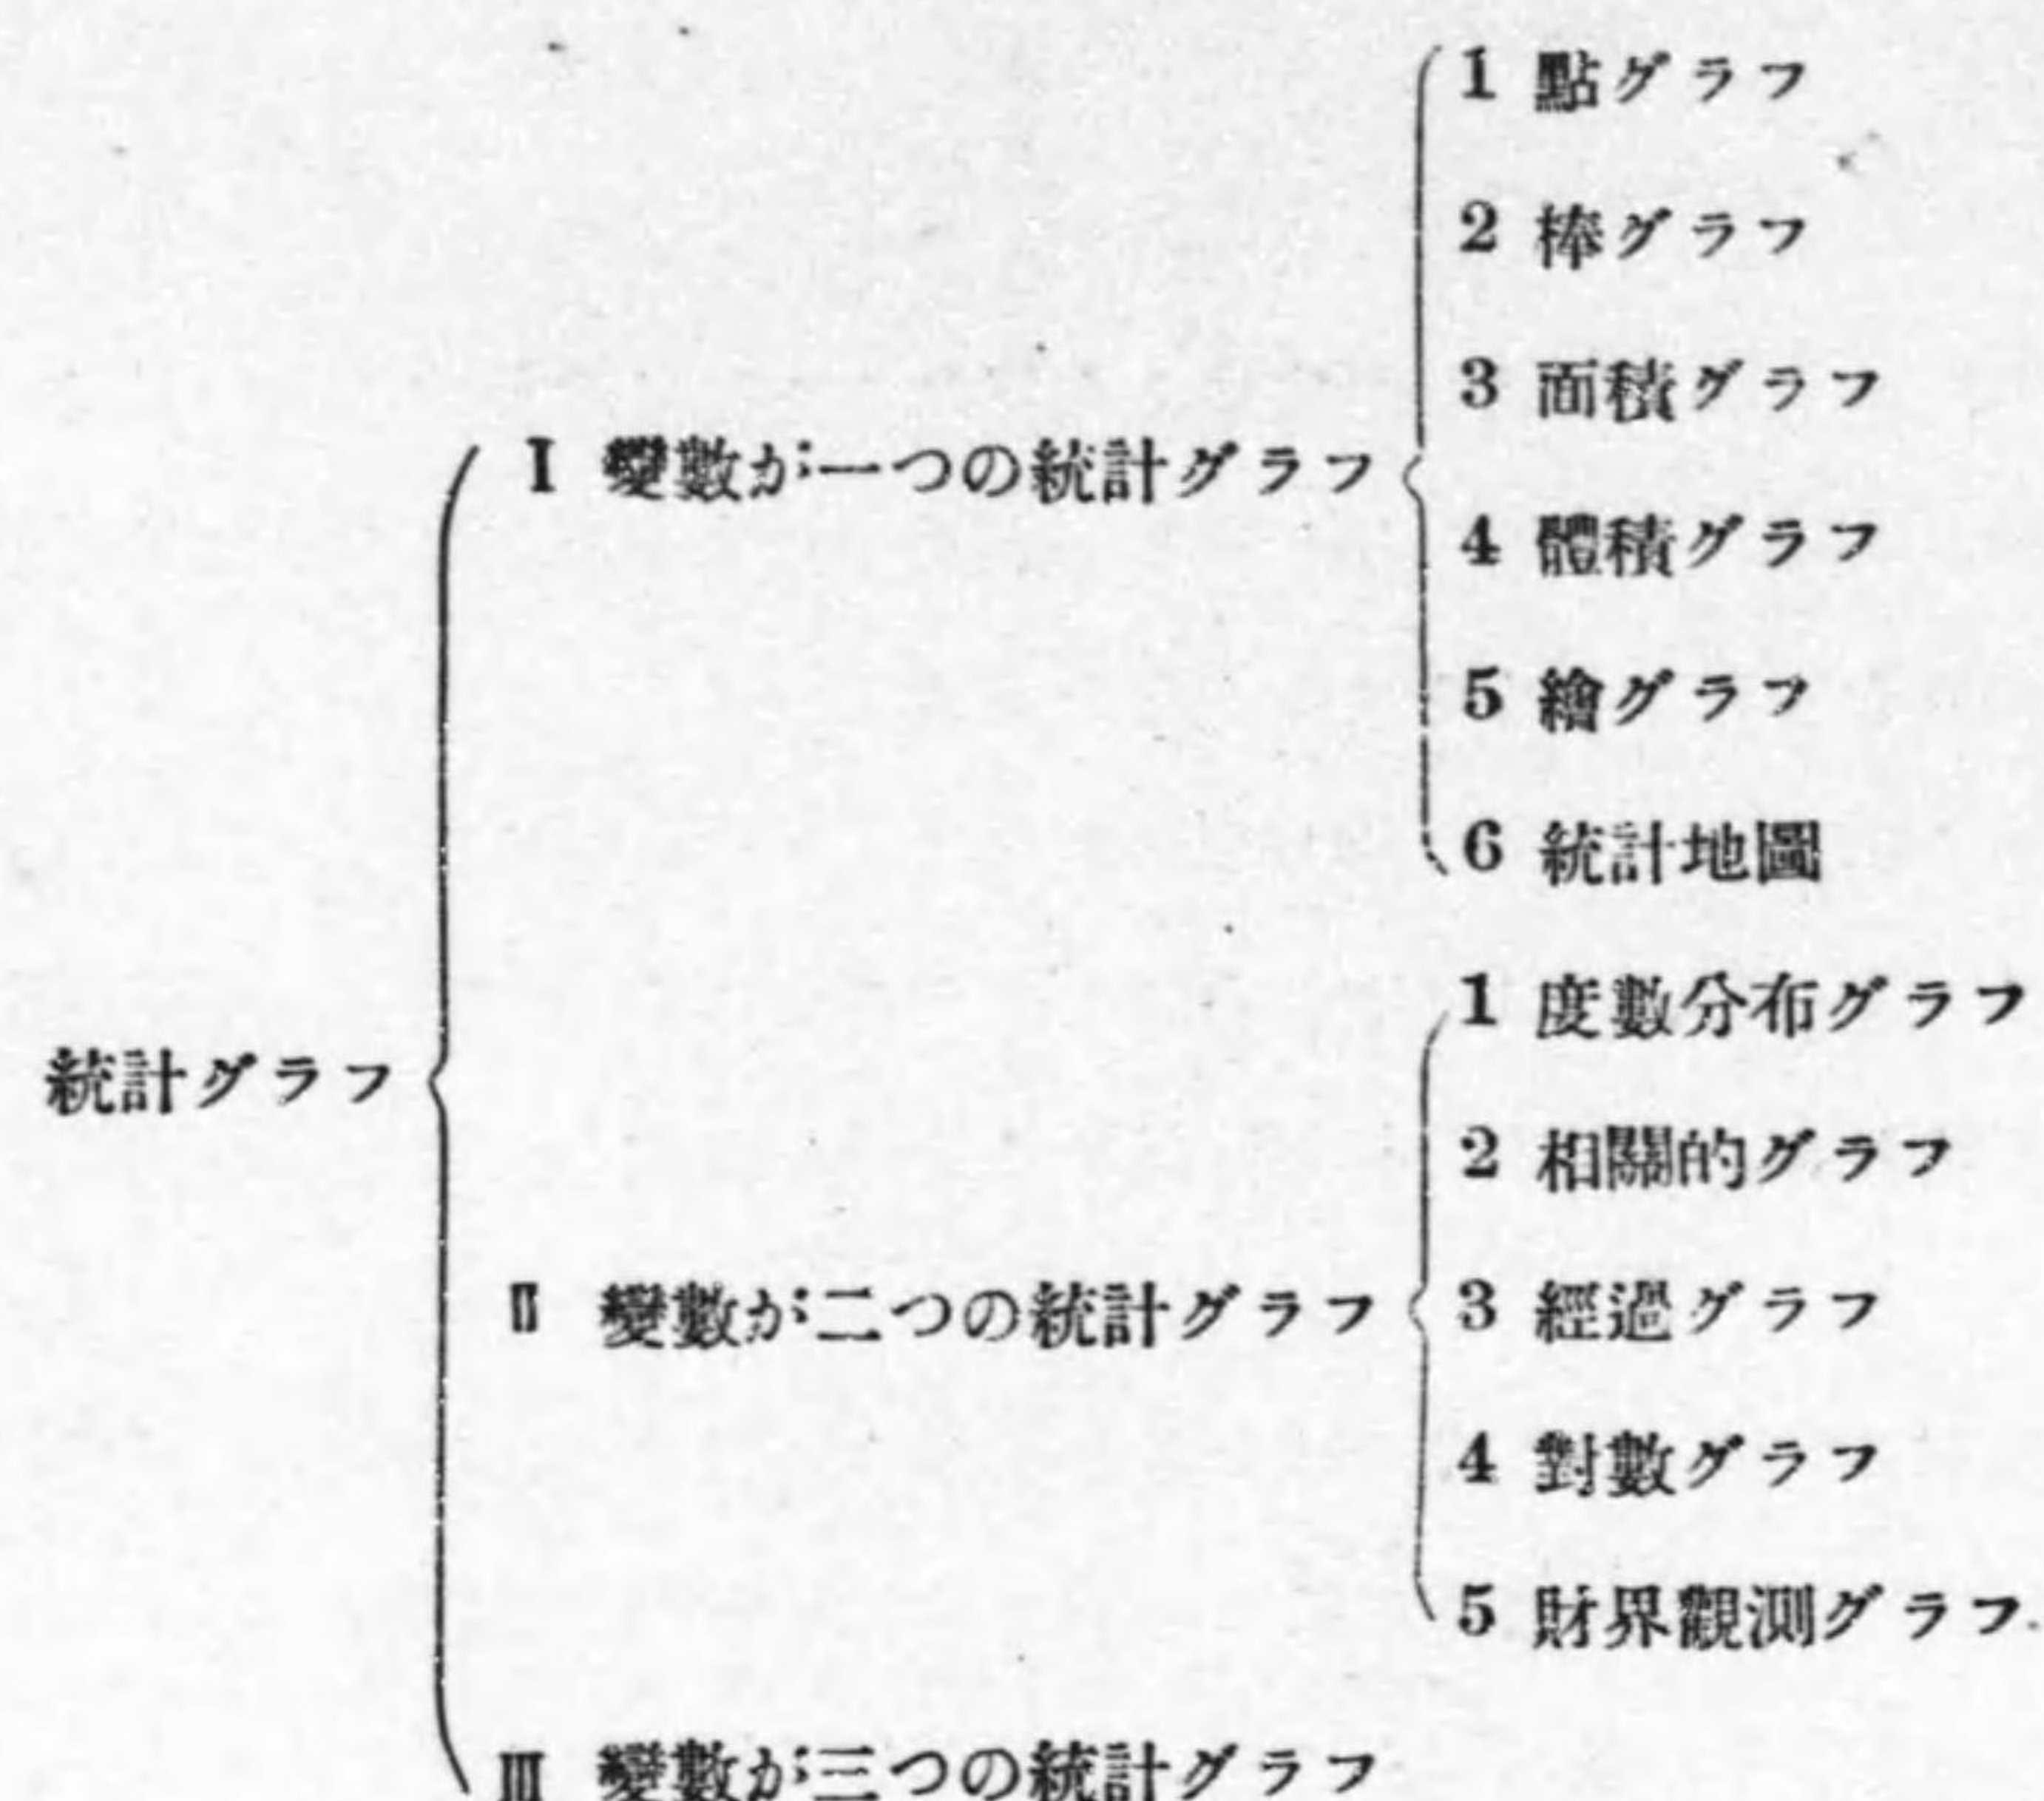 統計グラフ
I 變數が一つの統計グラフ
1 點グラフ
2 棒グラフ
3 面積グラフ
4 體積グラフ
5 繪グラフ
6 統計地圖
II 變數が二つの統計グラフ
1 度數分布グラフ
2 相關的グラフ
3 經過グラフ
4 對數グラフ
5 財界觀測グラフ
III 變數が三つの統計グラフ